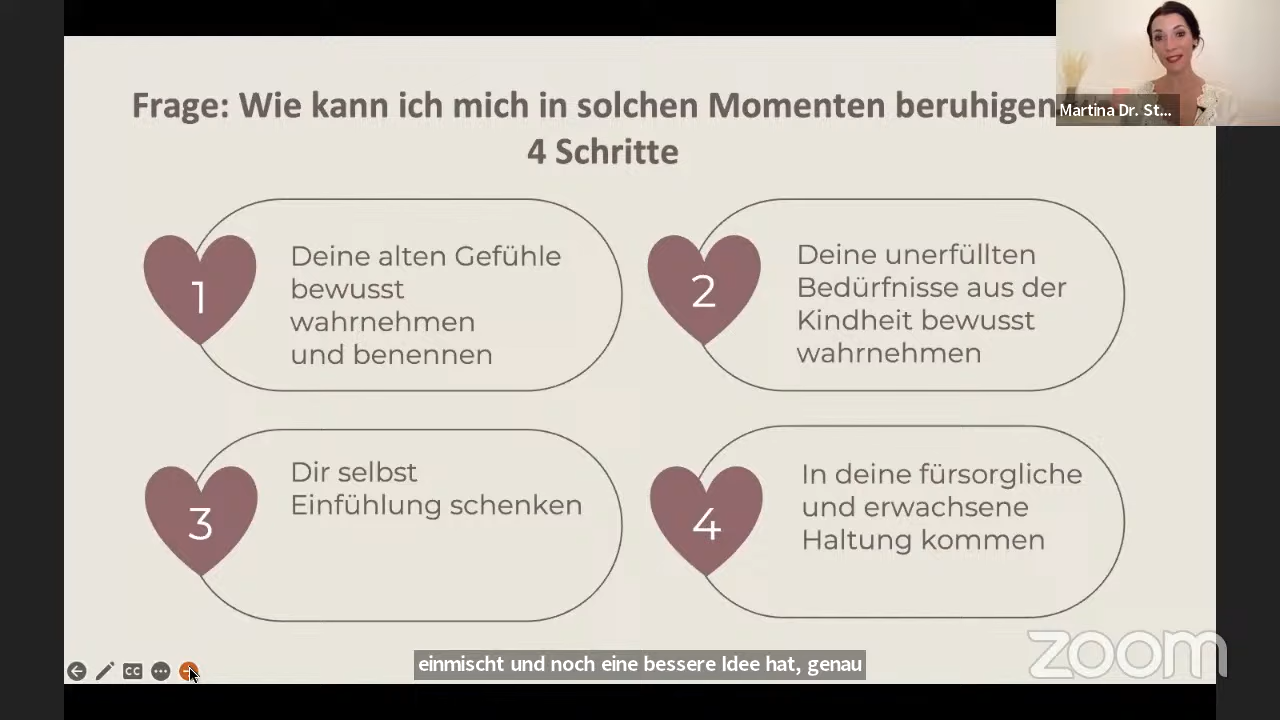 Frage: Wie kann ich mich in solchen Momenten beruhigen
4 Schritte
Martina Dr. St...
1
Deine alten Gefühle
bewusst
wahrnehmen
und benennen
2
Deine unerfüllten
Bedürfnisse aus der
Kindheit bewusst
wahrnehmen
3
Dir selbst
Einfühlung schenken
4
In deine fürsorgliche
und erwachsene
Haltung kommen
CC
einmischt und noch eine bessere Idee hat, genau
zoom